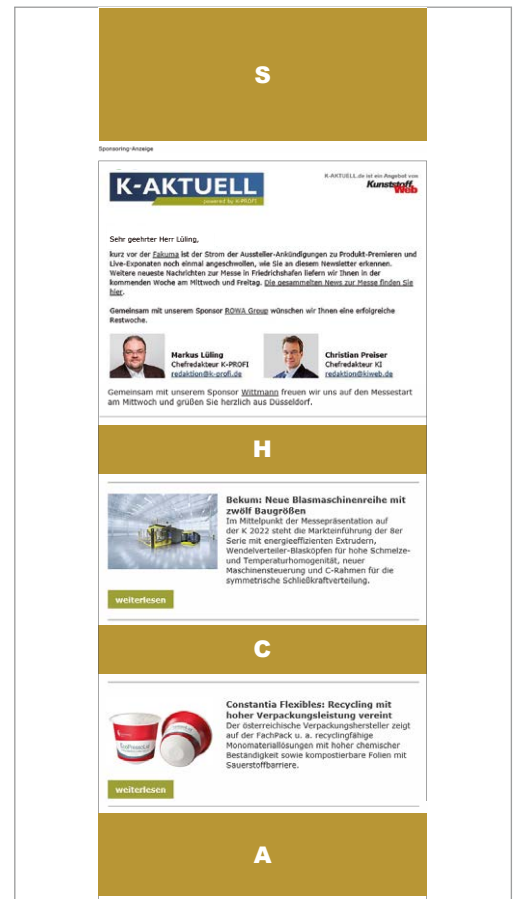 S
Sponsoring-Anzeige
K-AKTUELL
powered by K-PROFI
K-AKTUELL.de ist ein Angebot von
Kunststoff
Web
Sehr geehrter Herr Lüling,
kurz vor der Fakuma ist der Strom der Aussteller-Ankündigungen zu Produkt-Premieren und
Live-Exponaten noch einmal angeschwollen, wie Sie an diesem Newsletter erkennen.
Weitere neueste Nachrichten zur Messe in Friedrichshafen liefern wir Ihnen in der
kommenden Woche am Mittwoch und Freitag. Die gesammelten News zur Messe finden Sie
hier.
Gemeinsam mit unserem Sponsor ROWA Group wünschen wir Ihnen eine erfolgreiche
Restwoche.
Markus Lüling
Chefredakteur K-PROFI
redaktion@k-profi.de
Christian Preiser
Chefredakteur KI
redaktion@kiweb.de
Gemeinsam mit unserem Sponsor Wittmann freuen wir uns auf den Messestart
am Mittwoch und grüßen Sie herzlich aus Düsseldorf.
H
Bekum: Neue Blasmaschinenreihe mit
zwölf Baugrößen
Im Mittelpunkt der Messepräsentation auf
der K 2022 steht die Markteinführung der 8er
Serie mit energieeffizienten Extrudern,
Wendelverteiler-Blasköpfen für hohe Schmelze-
und Temperaturhomogenität, neuer
Maschinensteuerung und C-Rahmen für die
symmetrische Schließkraftverteilung.
weiterlesen
C
Constantia Flexibles: Recycling mit
hoher Verpackungsleistung vereint
Der österreichische Verpackungshersteller zeigt
auf der FachPack u. a. recyclingfähige
Monomateriallösungen mit hoher chemischer
Beständigkeit sowie kompostierbare Folien mit
Sauerstoffbarriere.
weiterlesen
A